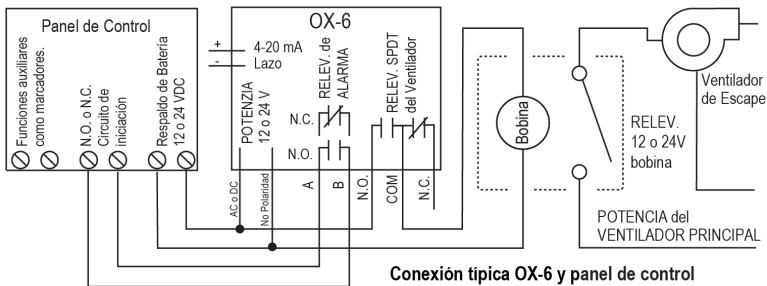 Panel de Control
Funciones auxiliares
como marcadores.
N.O. o N.C.
Circuito de
iniciación
Respaldo de Batería
12 o 24 VDC
OX-6
+
-
4-20 mA
Lazo
POTENZIA
12 o 24 V
RELEV. de
ALARMA
N.C.
N.O.
RELEV. SPDT
del Ventilador
AC o DC
No Polaridad
A
B
N.O.
COM
N.C.
Bobina
RELEV.
12 o 24V
bobina
Ventilador
de Escape
POTENCIA del
VENTILADOR PRINCIPAL
Conexión típica OX-6 y panel de control